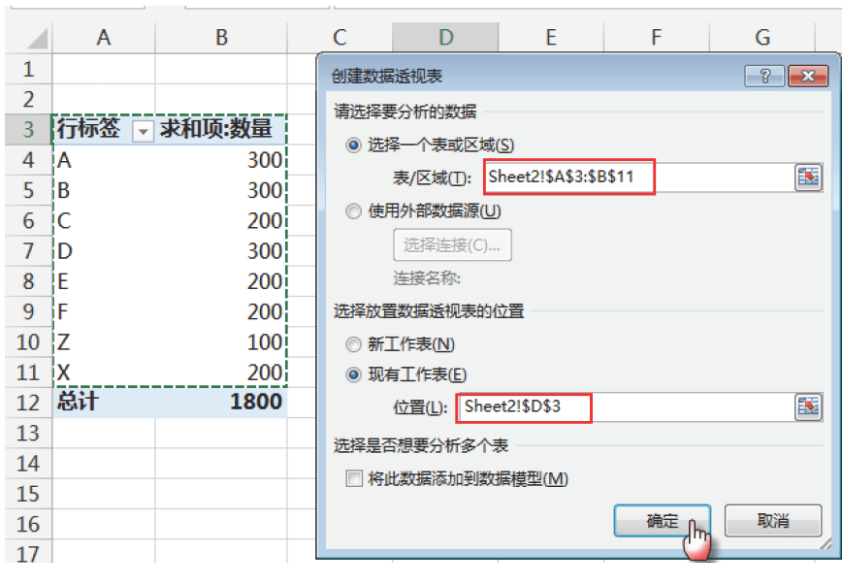 A B C D E F G
1
2
3 行标签 求和项:数量
4 A 300
5 B 300
6 C 200
7 D 300
8 E 200
9 F 200
10 Z 100
11 X 200
12 总计 1800
13
14
15
16
17
创建数据透视表
请选择要分析的数据
选择一个表或区域(S)
表/区域(T): Sheet2!$A$3:$B$11
使用外部数据源(U)
选择连接(C)...
连接名称:
选择放置数据透视表的位置
新工作表(N)
现有工作表(E)
位置(L): Sheet2!$D$3
选择是否想要分析多个表
将此数据添加到数据模型(M)
确定 取消